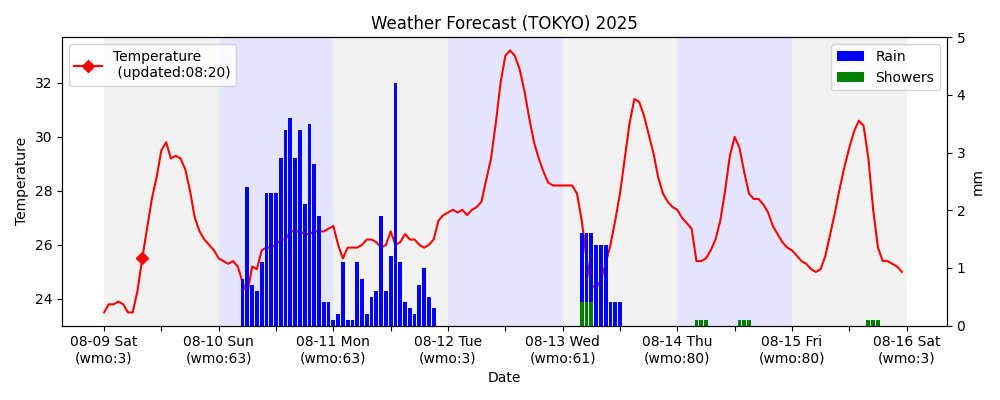 Weather Forecast (TOKYO) 2025
Temperature
(updated:08:20)
Rain
Showers
Temperature
32
30
28
26
24
5
4
3
2
1
0
mm
08-09 Sat
(wmo:3)
08-10 Sun
(wmo:63)
08-11 Mon
(wmo:63)
08-12 Tue
(wmo:3)
08-13 Wed
(wmo:61)
08-14 Thu
(wmo:80)
08-15 Fri
(wmo:80)
08-16 Sat
(wmo:3)
Date